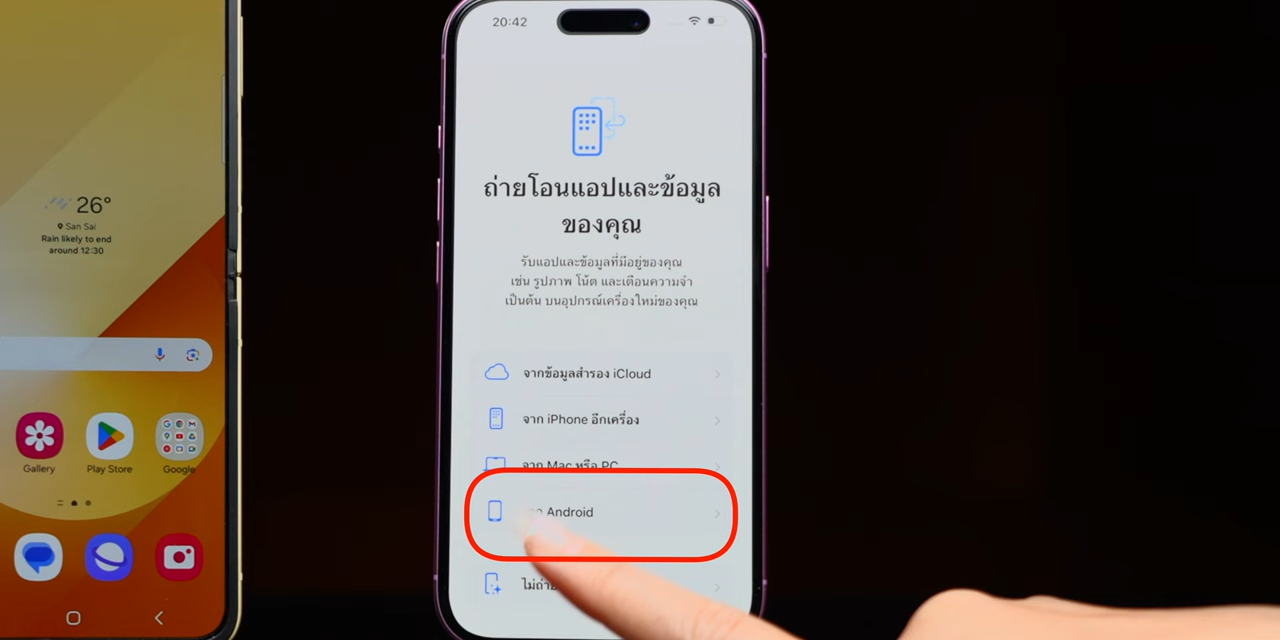 26°
San Sai
Rain likely to end
around 12:30
Gallery
Play Store
Google
20:42
ถ่ายโอนแอปและข้อมูล
ของคุณ
รับแอปและข้อมูลที่มีอยู่ของคุณ
เช่น รูปภาพ โน้ต และเตือนความจำ
เป็นต้น บนอุปกรณ์เครื่องใหม่ของคุณ
จากข้อมูลสำรอง iCloud
จาก iPhone อีกเครื่อง
จาก Mac หรือ PC
Android